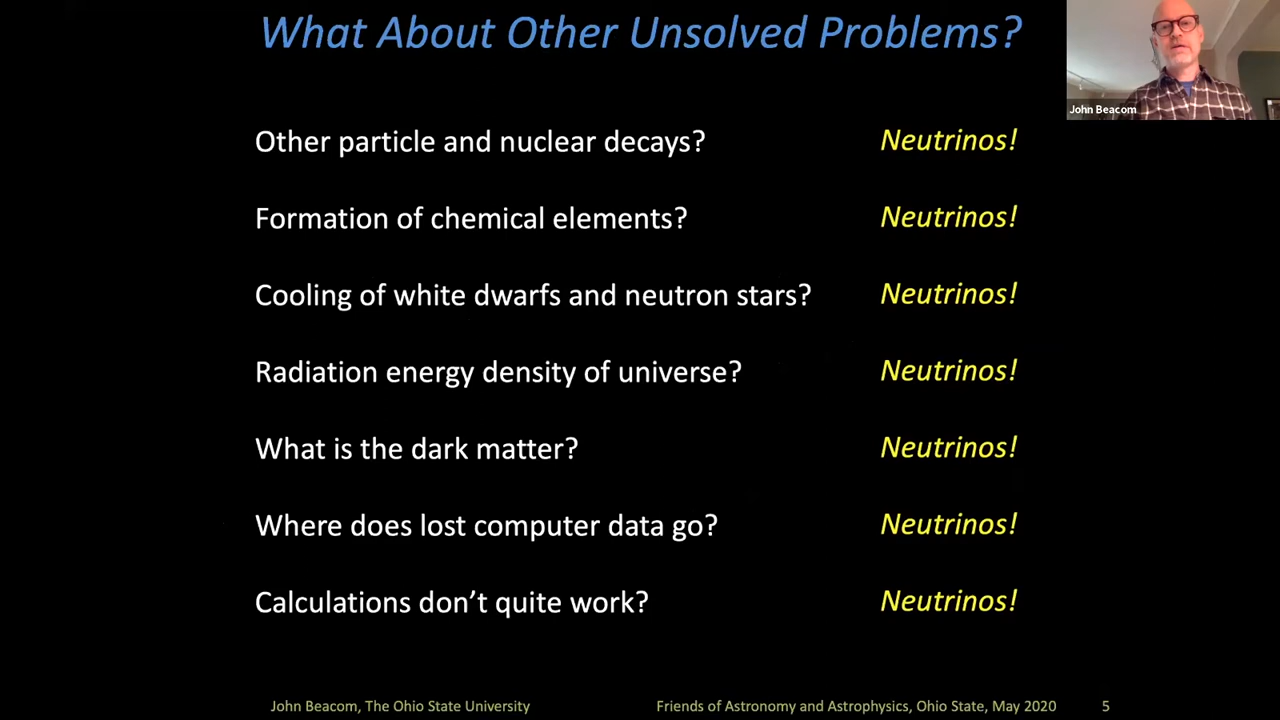 What About Other Unsolved Problems?
John Beacom
Other particle and nuclear decays? Neutrinos!
Formation of chemical elements? Neutrinos!
Cooling of white dwarfs and neutron stars? Neutrinos!
Radiation energy density of universe? Neutrinos!
What is the dark matter? Neutrinos!
Where does lost computer data go? Neutrinos!
Calculations don’t quite work? Neutrinos!
John Beacom, The Ohio State University Friends of Astronomy and Astrophysics, Ohio State, May 2020 5